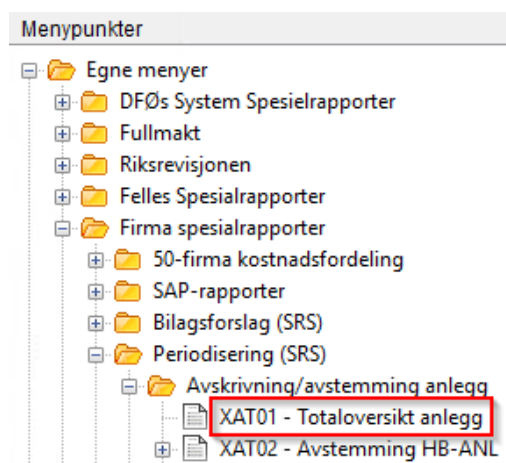 Menypunkter
Egne menyer
DFØs System Spesielrapporter
Fullmakt
Riksrevisjonen
Felles Spesialrapporter
Firma spesialrapporter
50-firma kostnadsfordeling
SAP-rapporter
Bilagsforslag (SRS)
Periodisering (SRS)
Avskrivning/avstemming anlegg
XAT01 - Totaloversikt anlegg
XAT02 - Avstemming HB-ANL